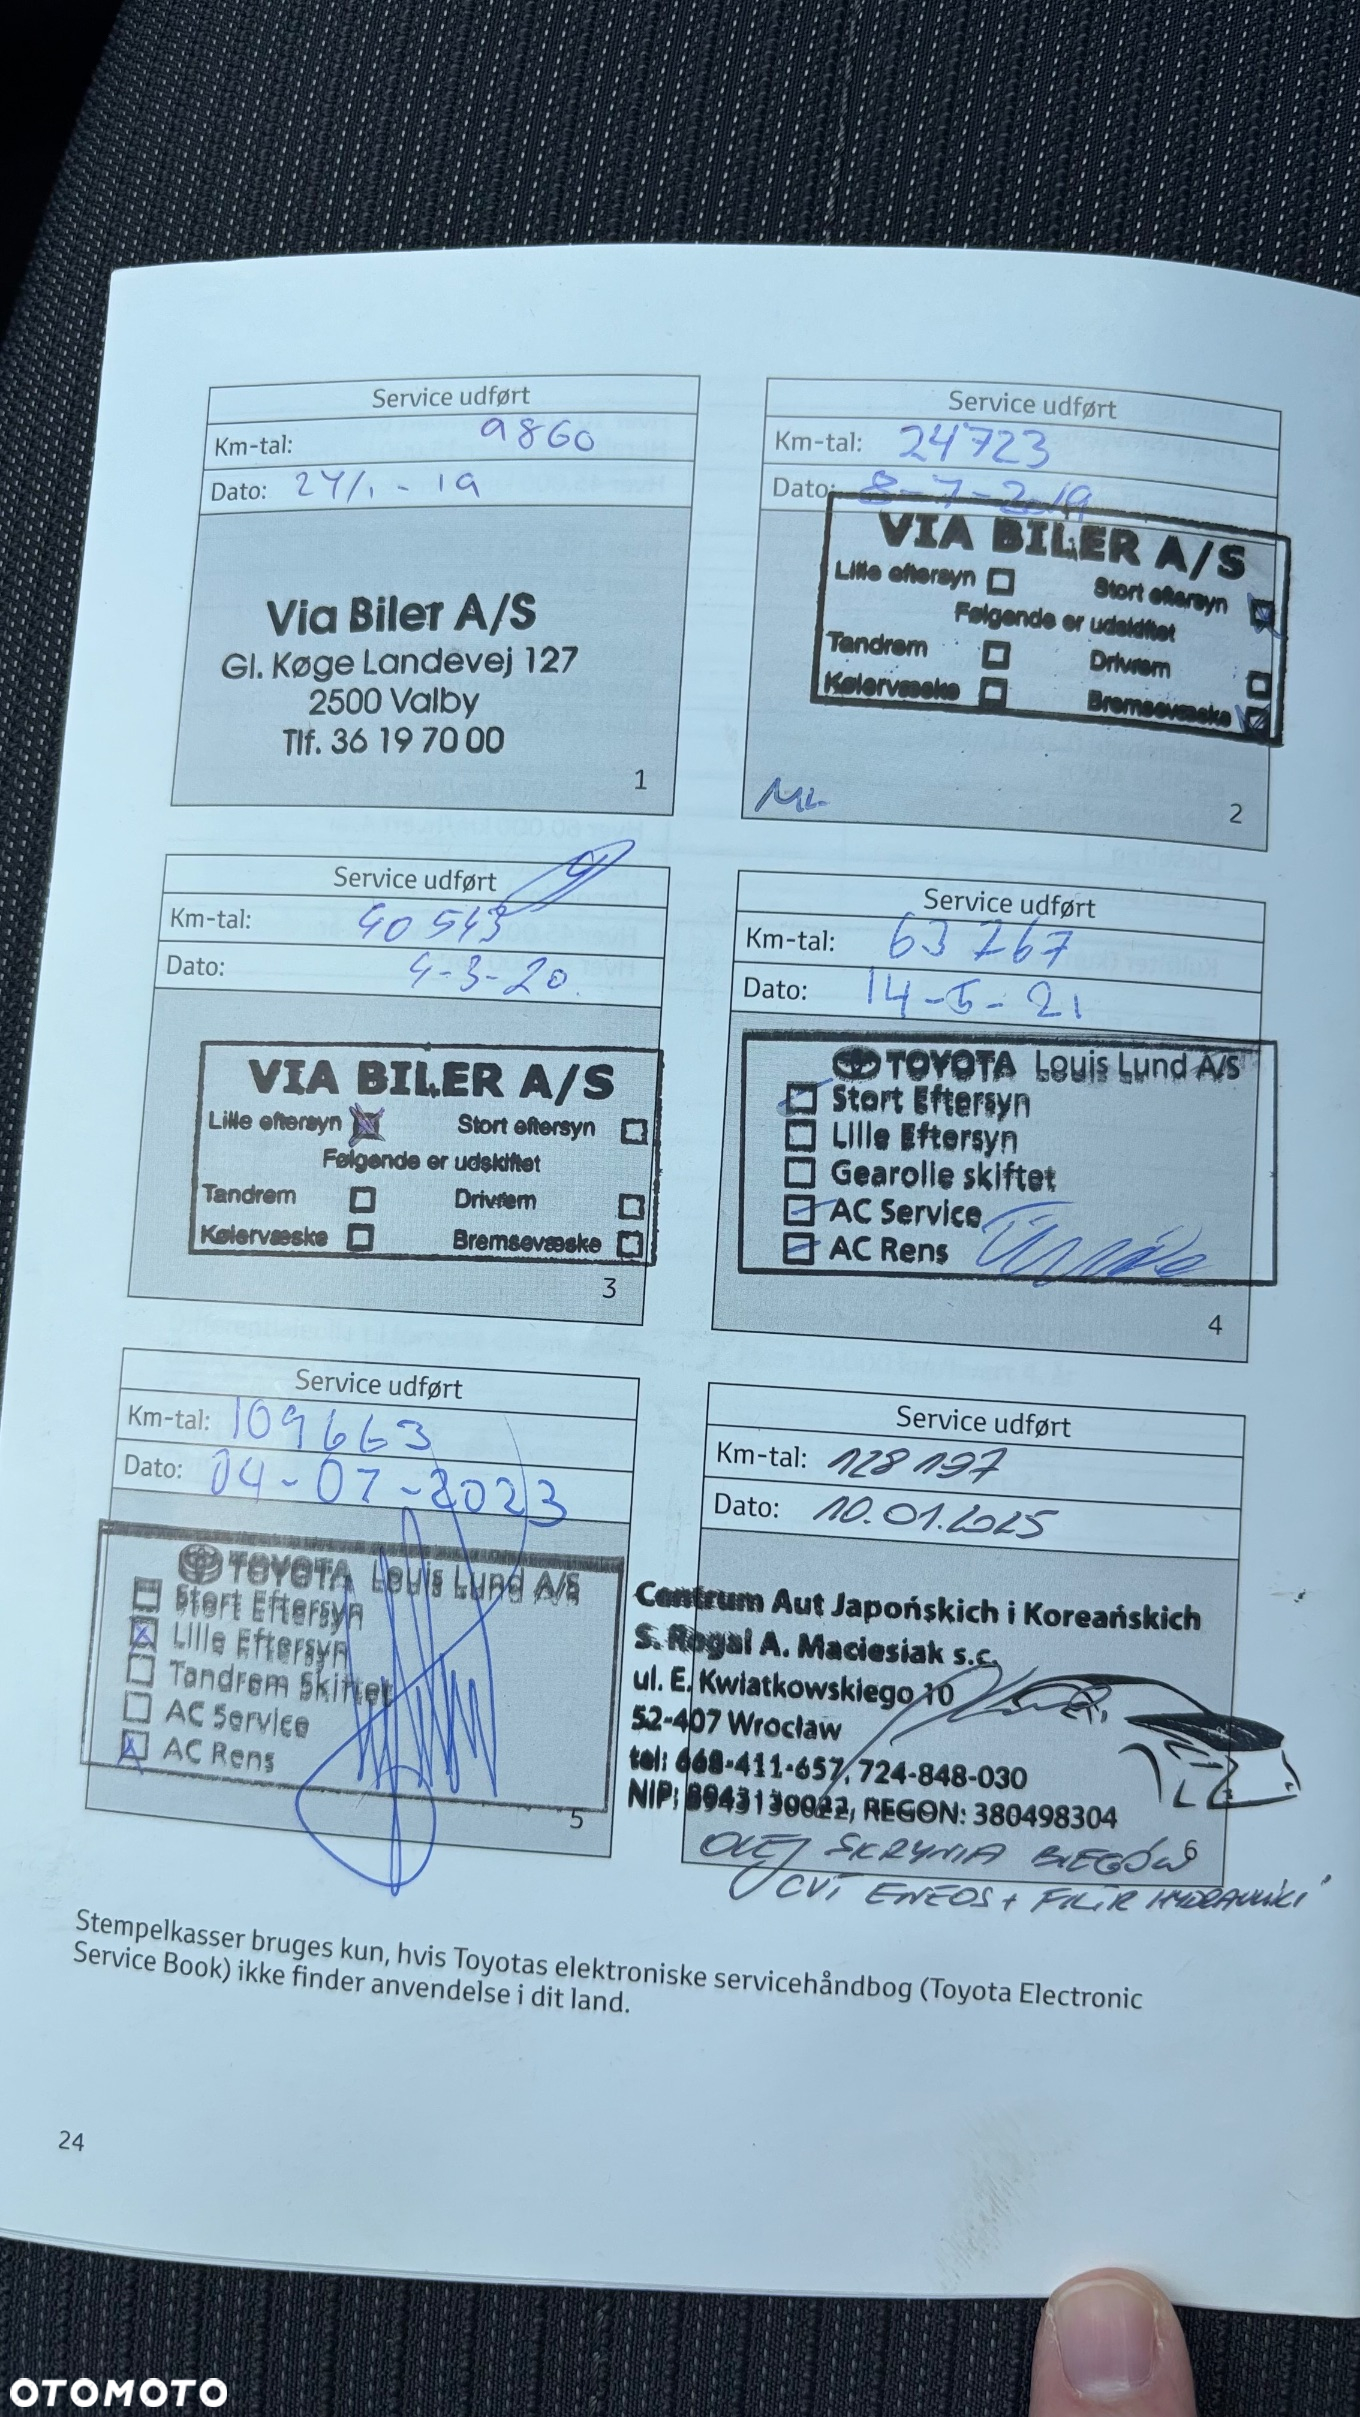 Service udført
Km-tal: 9860
Dato: 24/1 - 19
Via Biler A/S
Gl. Køge Landevej 127
2500 Valby
Tlf. 36 19 70 00
1
Service udført
Km-tal: 24723
Dato: 8-7-2019
VIA BILER A/S
Lille eftersyn Stort eftersyn
Følgende er udskiftet
Tandrem Drivrem
Kølervæske Bremsevæske
2
Service udført
Km-tal: 40 543
Dato: 4-3-20.
VIA BILER A/S
Lille eftersyn Stort eftersyn
Følgende er udskiftet
Tandrem Drivrem
Kølervæske Bremsevæske
3
Service udført
Km-tal: 63 267
Dato: 14-5-21
TOYOTA Louis Lund A/S
Stort Eftersyn
Lille Eftersyn
Gearolie skiftet
AC Service
AC Rens
4
Service udført
Km-tal: 109663
Dato: 04-07-2023
TOYOTA Louis Lund A/S
Stort Eftersyn
Lille Eftersyn
Tandrem Skiftet
AC Service
AC Rens
5
Service udført
Km-tal: 128 197
Dato: 10.01.2025
Centrum Aut Japońskich i Koreańskich
S. Rogal A. Maciesiak s.c.
ul. E. Kwiatkowskiego 10
52-407 Wrocław
tel: 668-411-657, 724-848-030
NIP: 8943130022, REGON: 380498304
6
OLEJ SKRZYNIA BIEGÓW
CVT ENEOS + FILTR HYDRAULIKI
Stempelkasser bruges kun, hvis Toyotas elektroniske servicehåndbog (Toyota Electronic
Service Book) ikke finder anvendelse i dit land.
24
OTOMOTO